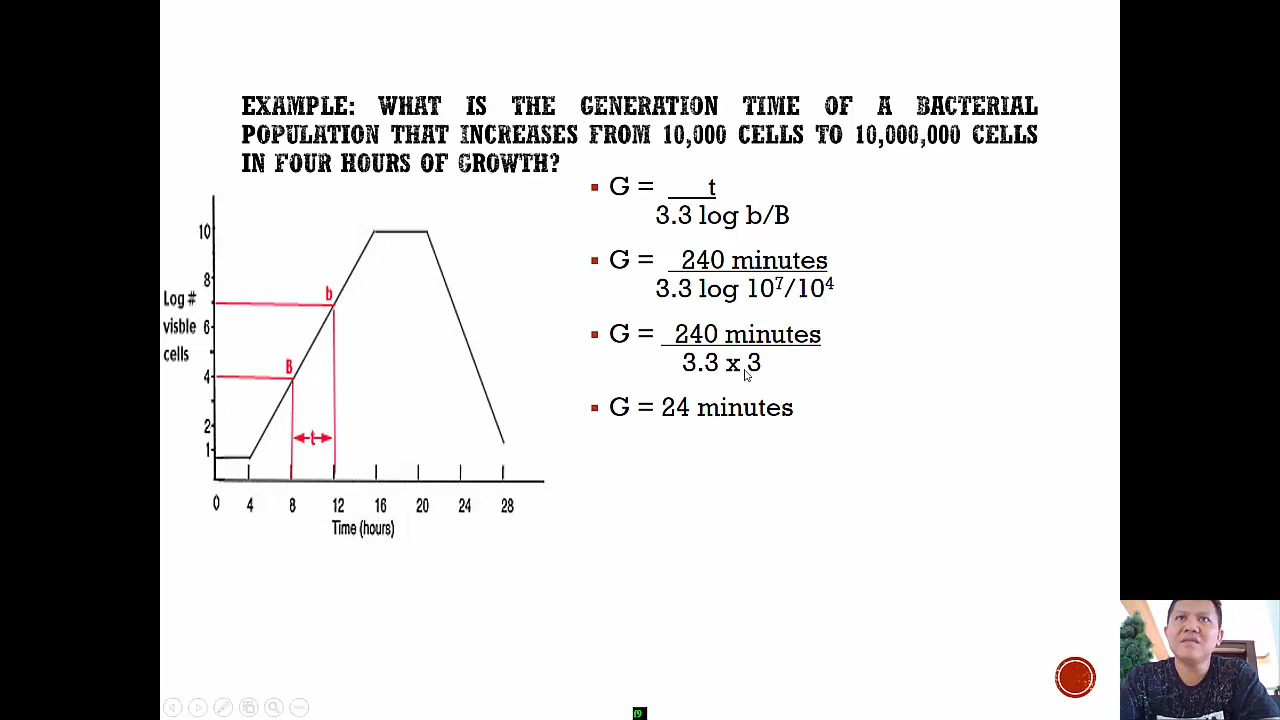 EXAMPLE: WHAT IS THE GENERATION TIME OF A BACTERIAL
POPULATION THAT INCREASES FROM 10,000 CELLS TO 10,000,000 CELLS
IN FOUR HOURS OF GROWTH?
G = t
3.3 log b/B
G = 240 minutes
3.3 log 10⁷/10⁴
G = 240 minutes
3.3 x 3
G = 24 minutes
10
8
Log #
visble
cells
6
4
2
1
b
B
t
0 4 8 12 16 20 24 28
Time (hours)
f9